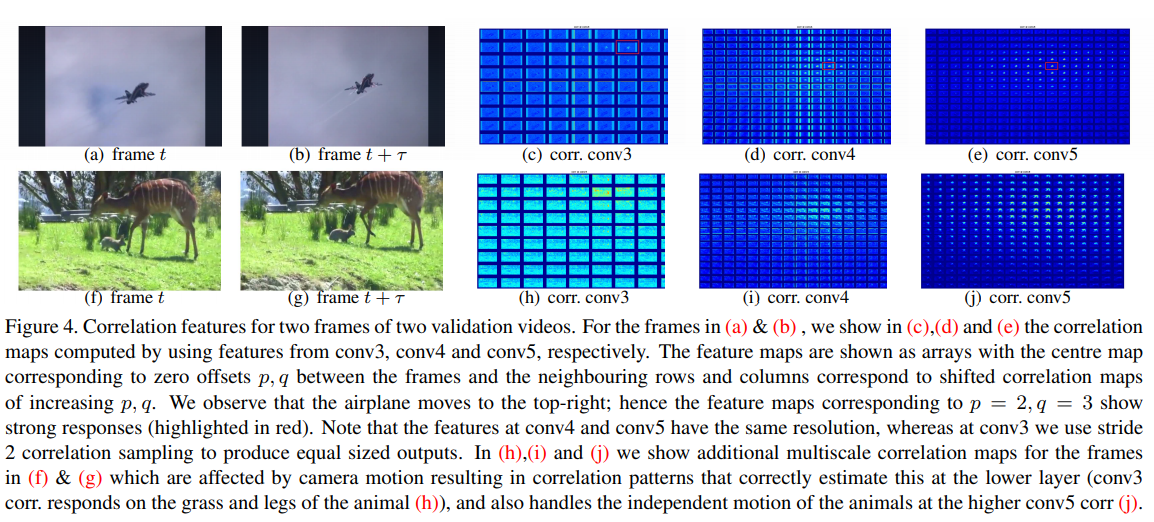 (a) frame t
(b) frame t + τ
(c) corr. conv3
(d) corr. conv4
(e) corr. conv5
(f) frame t
(g) frame t + τ
(h) corr. conv3
(i) corr. conv4
(j) corr. conv5
Figure 4. Correlation features for two frames of two validation videos. For the frames in (a) & (b) , we show in (c),(d) and (e) the correlation
maps computed by using features from conv3, conv4 and conv5, respectively. The feature maps are shown as arrays with the centre map
corresponding to zero offsets p, q between the frames and the neighbouring rows and columns correspond to shifted correlation maps
of increasing p, q. We observe that the airplane moves to the top-right; hence the feature maps corresponding to p = 2, q = 3 show
strong responses (highlighted in red). Note that the features at conv4 and conv5 have the same resolution, whereas at conv3 we use stride
2 correlation sampling to produce equal sized outputs. In (h),(i) and (j) we show additional multiscale correlation maps for the frames
in (f) & (g) which are affected by camera motion resulting in correlation patterns that correctly estimate this at the lower layer (conv3
corr. responds on the grass and legs of the animal (h)), and also handles the independent motion of the animals at the higher conv5 corr (j).